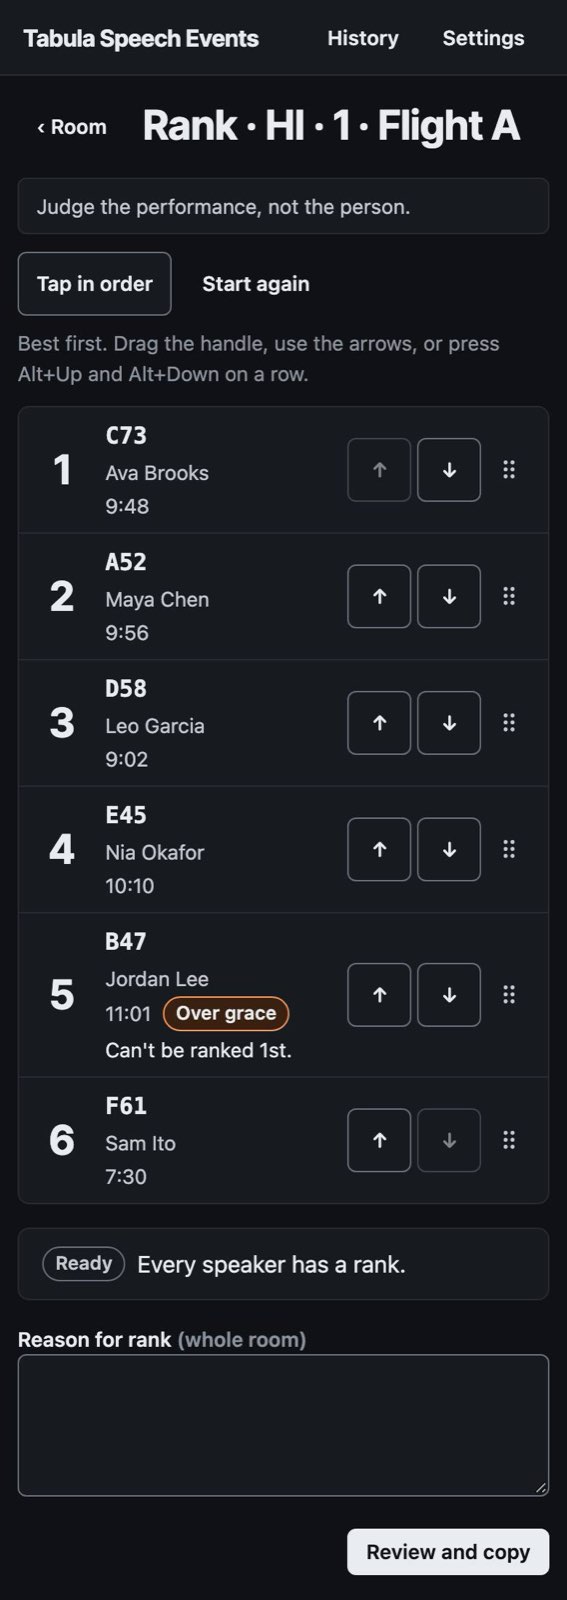 Tabula Speech Events History Settings
‹ Room Rank · HI · 1 · Flight A
Judge the performance, not the person.
Tap in order Start again
Best first. Drag the handle, use the arrows, or press
Alt+Up and Alt+Down on a row.
1
C73
Ava Brooks
9:48
↑ ↓
2
A52
Maya Chen
9:56
↑ ↓
3
D58
Leo Garcia
9:02
↑ ↓
4
E45
Nia Okafor
10:10
↑ ↓
5
B47
Jordan Lee
11:01 Over grace
Can't be ranked 1st.
↑ ↓
6
F61
Sam Ito
7:30
↑ ↓
Ready Every speaker has a rank.
Reason for rank (whole room)
Review and copy